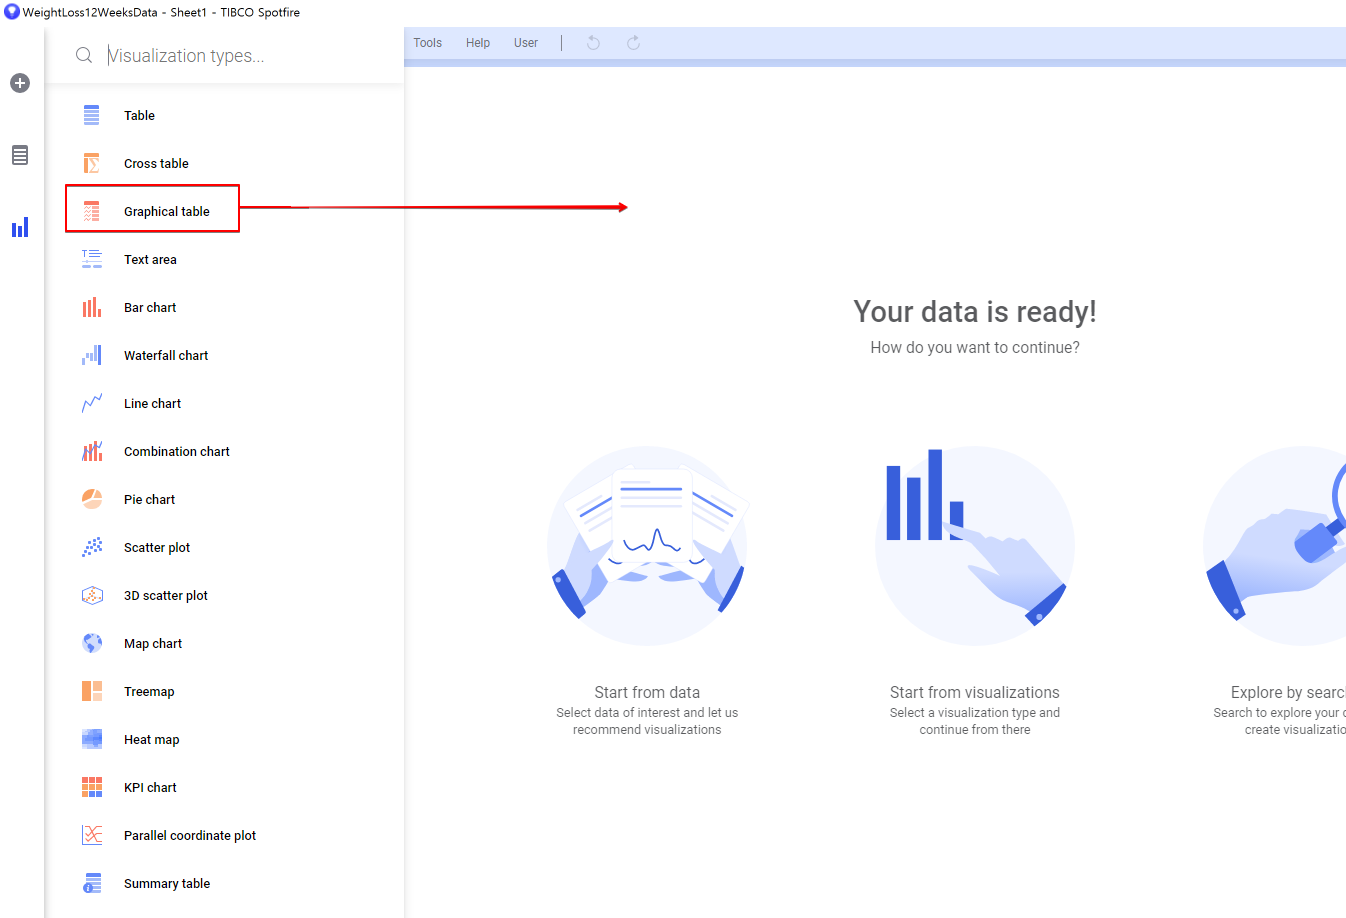 WeightLoss12WeeksData - Sheet1 - TIBCO Spotfire
Visualization types...
Tools Help User
Table
Cross table
Graphical table
Text area
Bar chart
Waterfall chart
Line chart
Combination chart
Pie chart
Scatter plot
3D scatter plot
Map chart
Treemap
Heat map
KPI chart
Parallel coordinate plot
Summary table
Your data is ready!
How do you want to continue?
Start from data
Select data of interest and let us
recommend visualizations
Start from visualizations
Select a visualization type and
continue from there
Explore by searc
Search to explore your
create visualizatio